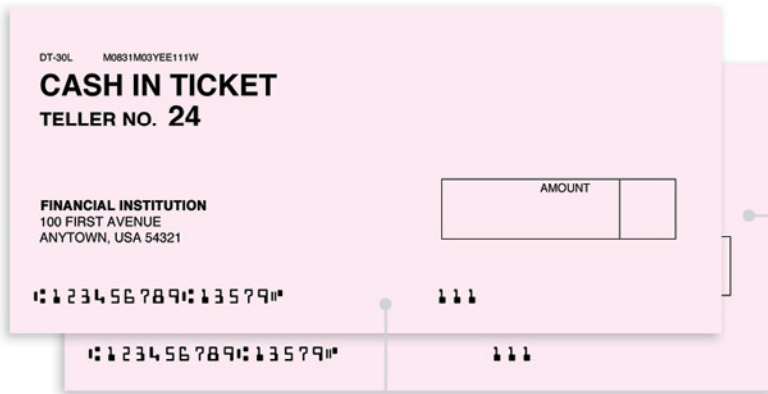 DT-30L M0831M03YEE111W
CASH IN TICKET
TELLER NO. 24
AMOUNT
FINANCIAL INSTITUTION
100 FIRST AVENUE
ANYTOWN, USA 54321
⑆123456789⑆13579⑈ 111
⑆123456789⑆13579⑈ 111